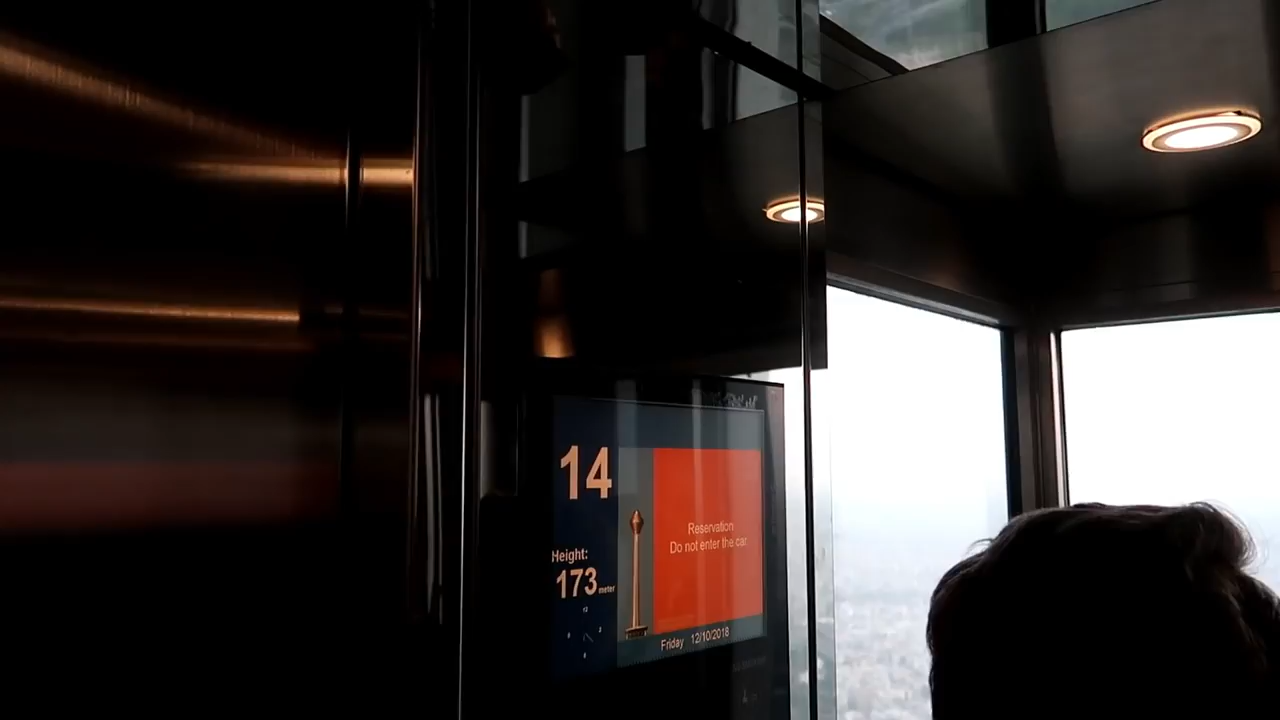 14
Height:
173 meter
Reservation
Do not enter the car.
Friday 12/10/2018